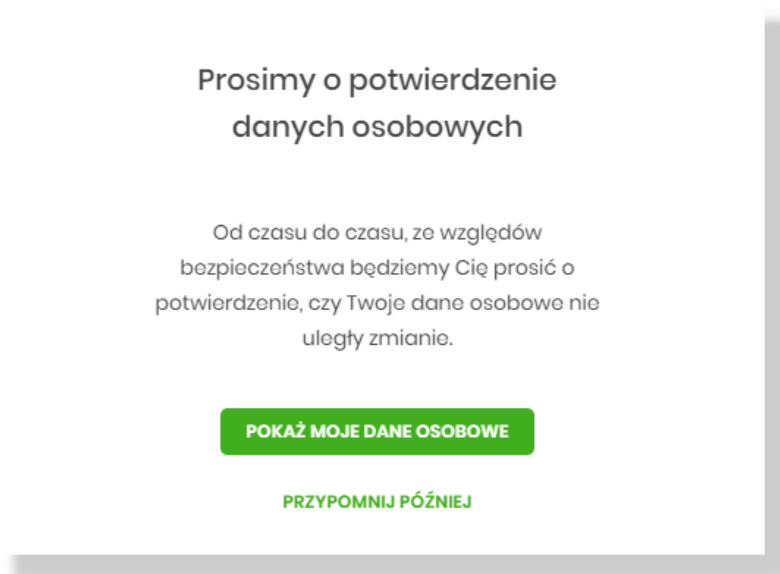 Prosimy o potwierdzenie
danych osobowych
Od czasu do czasu, ze względów
bezpieczeństwa będziemy Cię prosić o
potwierdzenie, czy Twoje dane osobowe nie
uległy zmianie.
POKAŻ MOJE DANE OSOBOWE
PRZYPOMNIJ PÓŹNIEJ